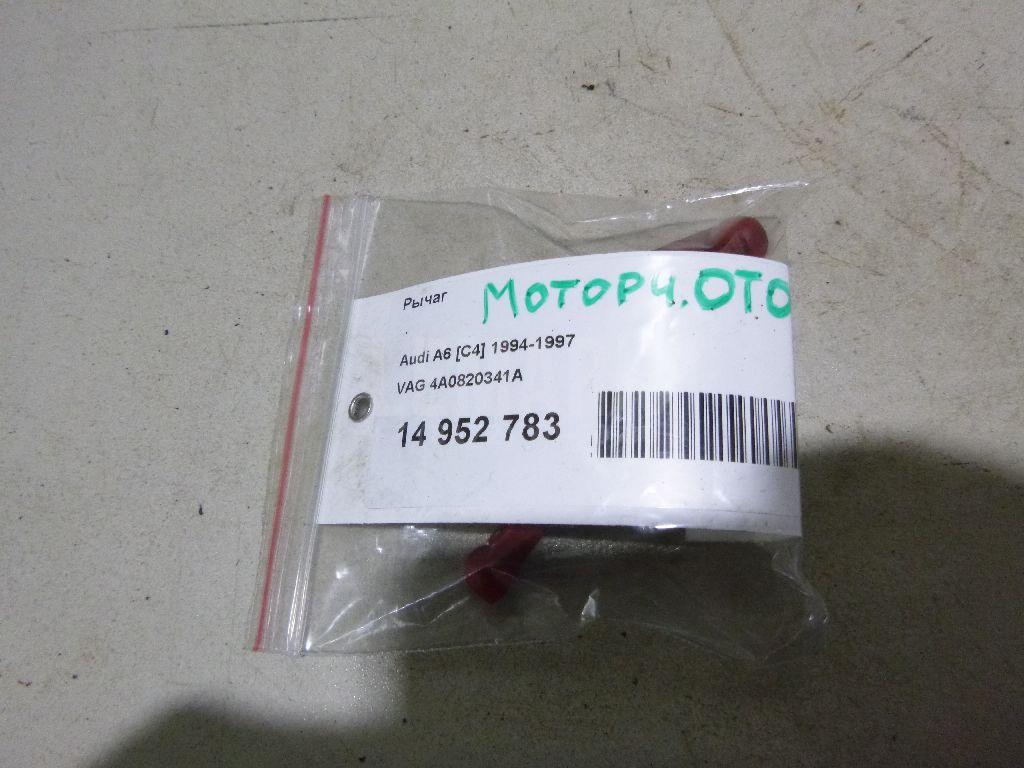 Рычаг
МОТОРЧ.ОТО
Audi A6 [C4] 1994-1997
VAG 4A0820341A
14 952 783